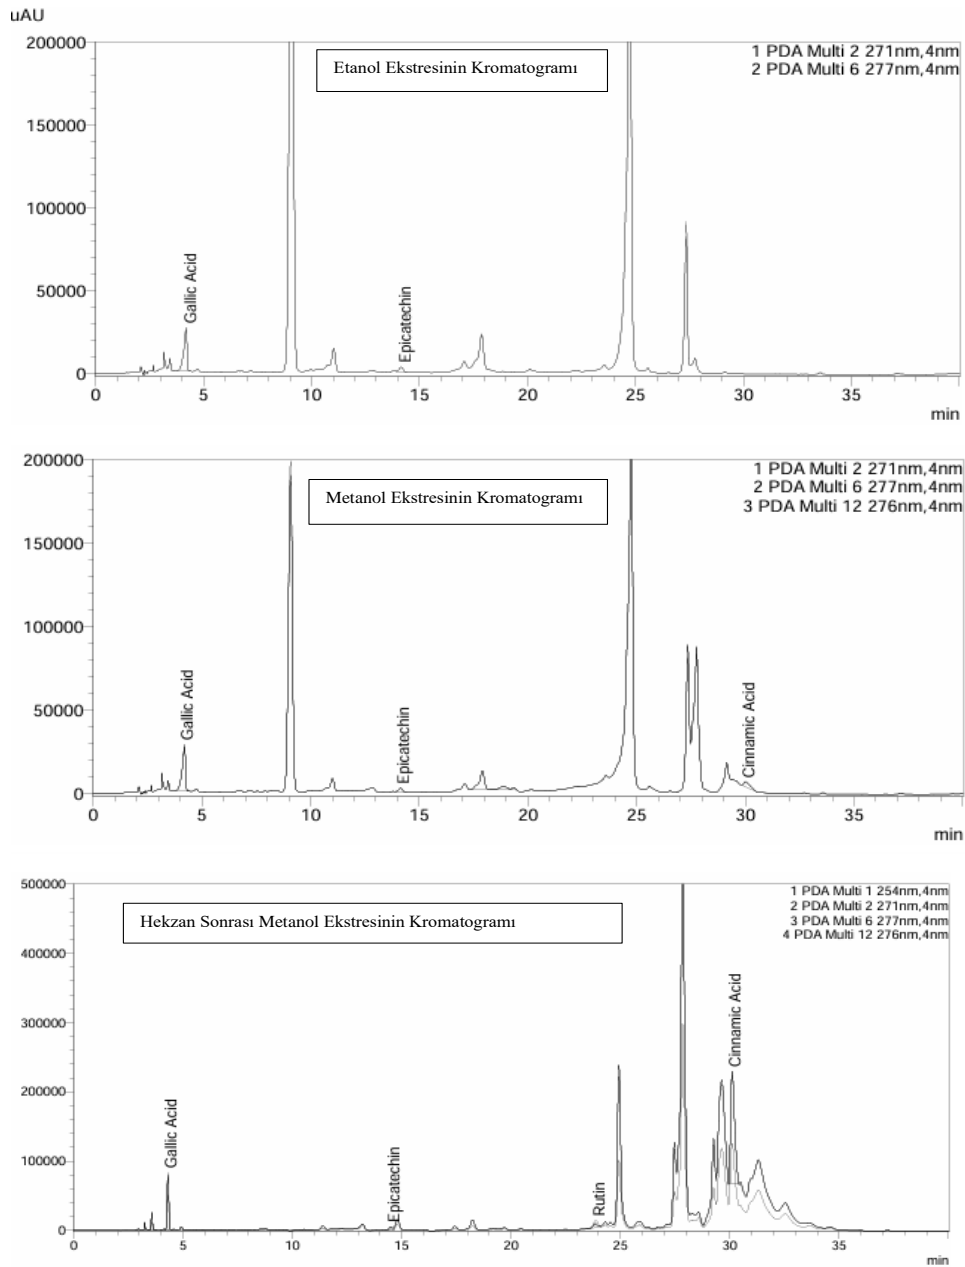 uAU
200000
Etanol Ekstresinin Kromatogramı
1 PDA Multi 2 271nm,4nm
2 PDA Multi 6 277nm,4nm
150000
100000
50000
Gallic Acid
Epicatechin
0
0 5 10 15 20 25 30 35
min
200000
Metanol Ekstresinin Kromatogramı
1 PDA Multi 2 271nm,4nm
2 PDA Multi 6 277nm,4nm
3 PDA Multi 12 276nm,4nm
150000
100000
50000
Gallic Acid
Epicatechin
Cinnamic Acid
0
0 5 10 15 20 25 30 35
min
500000
Hekzan Sonrası Metanol Ekstresinin Kromatogramı
1 PDA Multi 1 254nm,4nm
2 PDA Multi 2 271nm,4nm
3 PDA Multi 6 277nm,4nm
4 PDA Multi 12 276nm,4nm
400000
300000
200000
100000
Gallic Acid
Epicatechin
Rutin
Cinnamic Acid
0
0 5 10 15 20 25 30 35
min